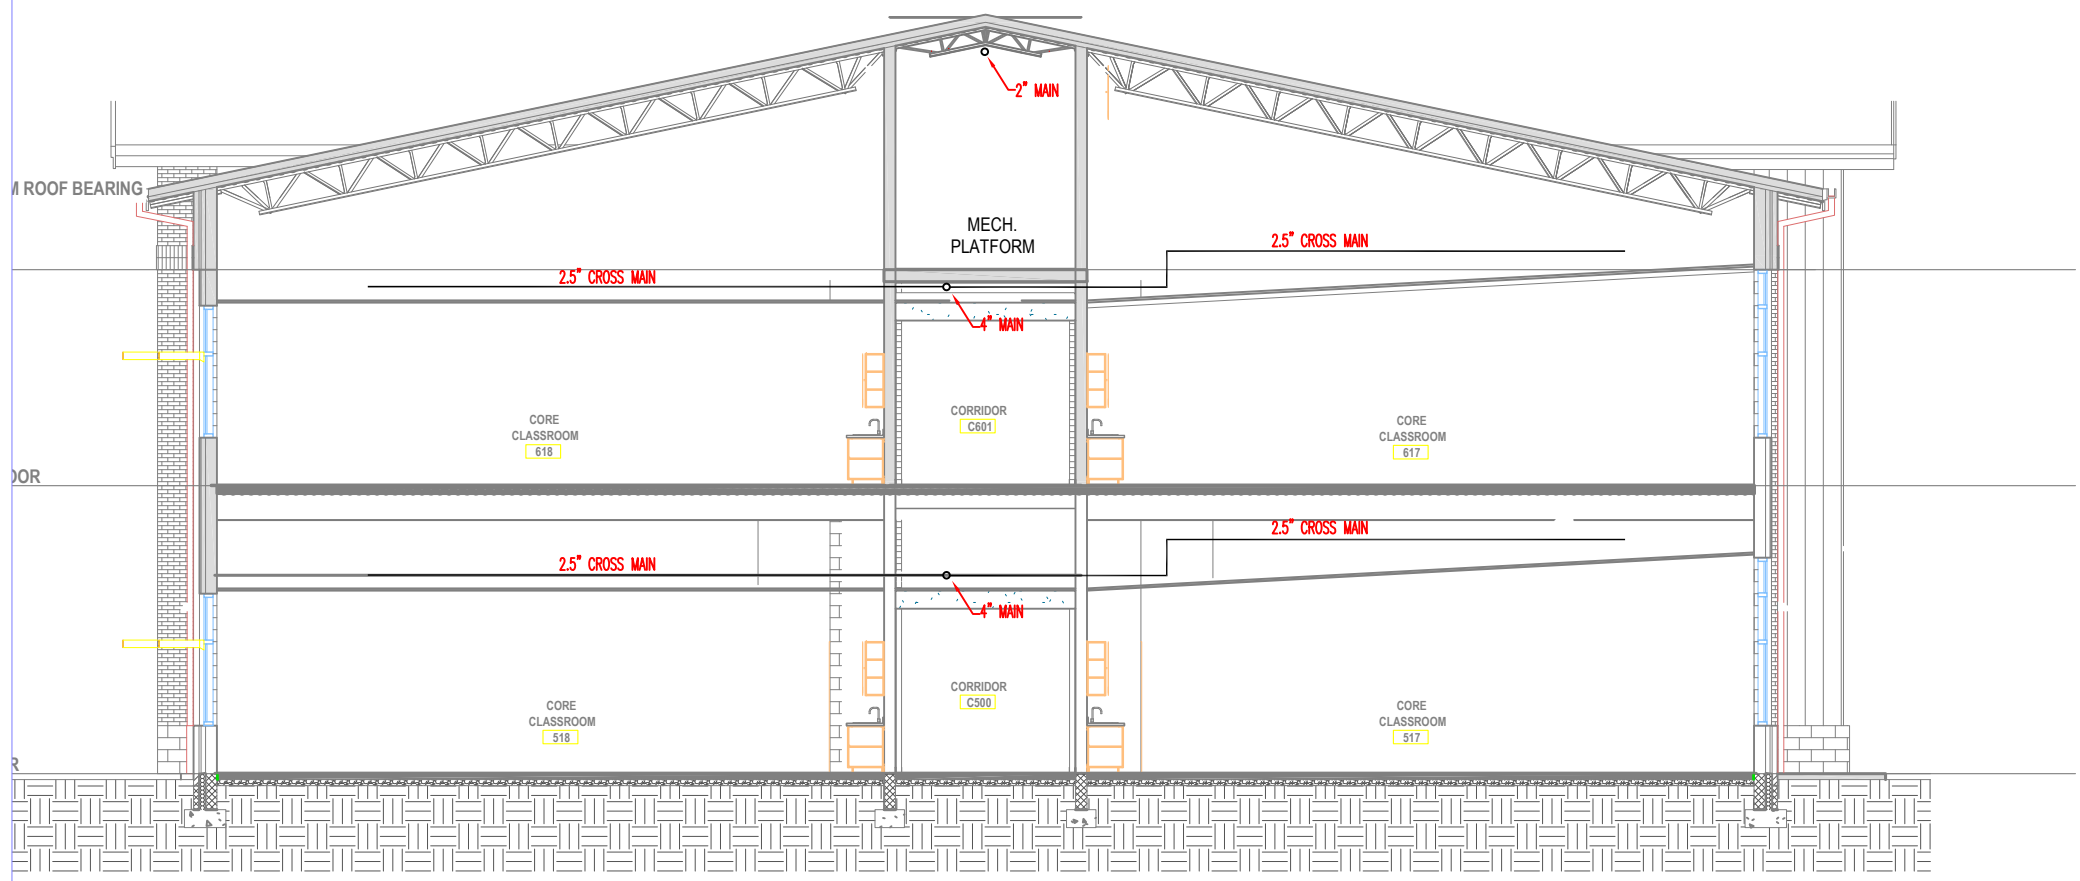 2" MAIN
M ROOF BEARING
MECH.
PLATFORM
2.5" CROSS MAIN
2.5" CROSS MAIN
4" MAIN
CORE
CLASSROOM
618
CORRIDOR
C601
CORE
CLASSROOM
617
OOR
2.5" CROSS MAIN
2.5" CROSS MAIN
4" MAIN
CORE
CLASSROOM
518
CORRIDOR
C500
CORE
CLASSROOM
517
R